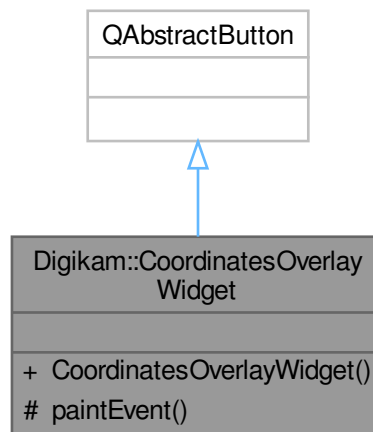 QAbstractButton
Digikam::CoordinatesOverlay
Widget
+ CoordinatesOverlayWidget()
# paintEvent()